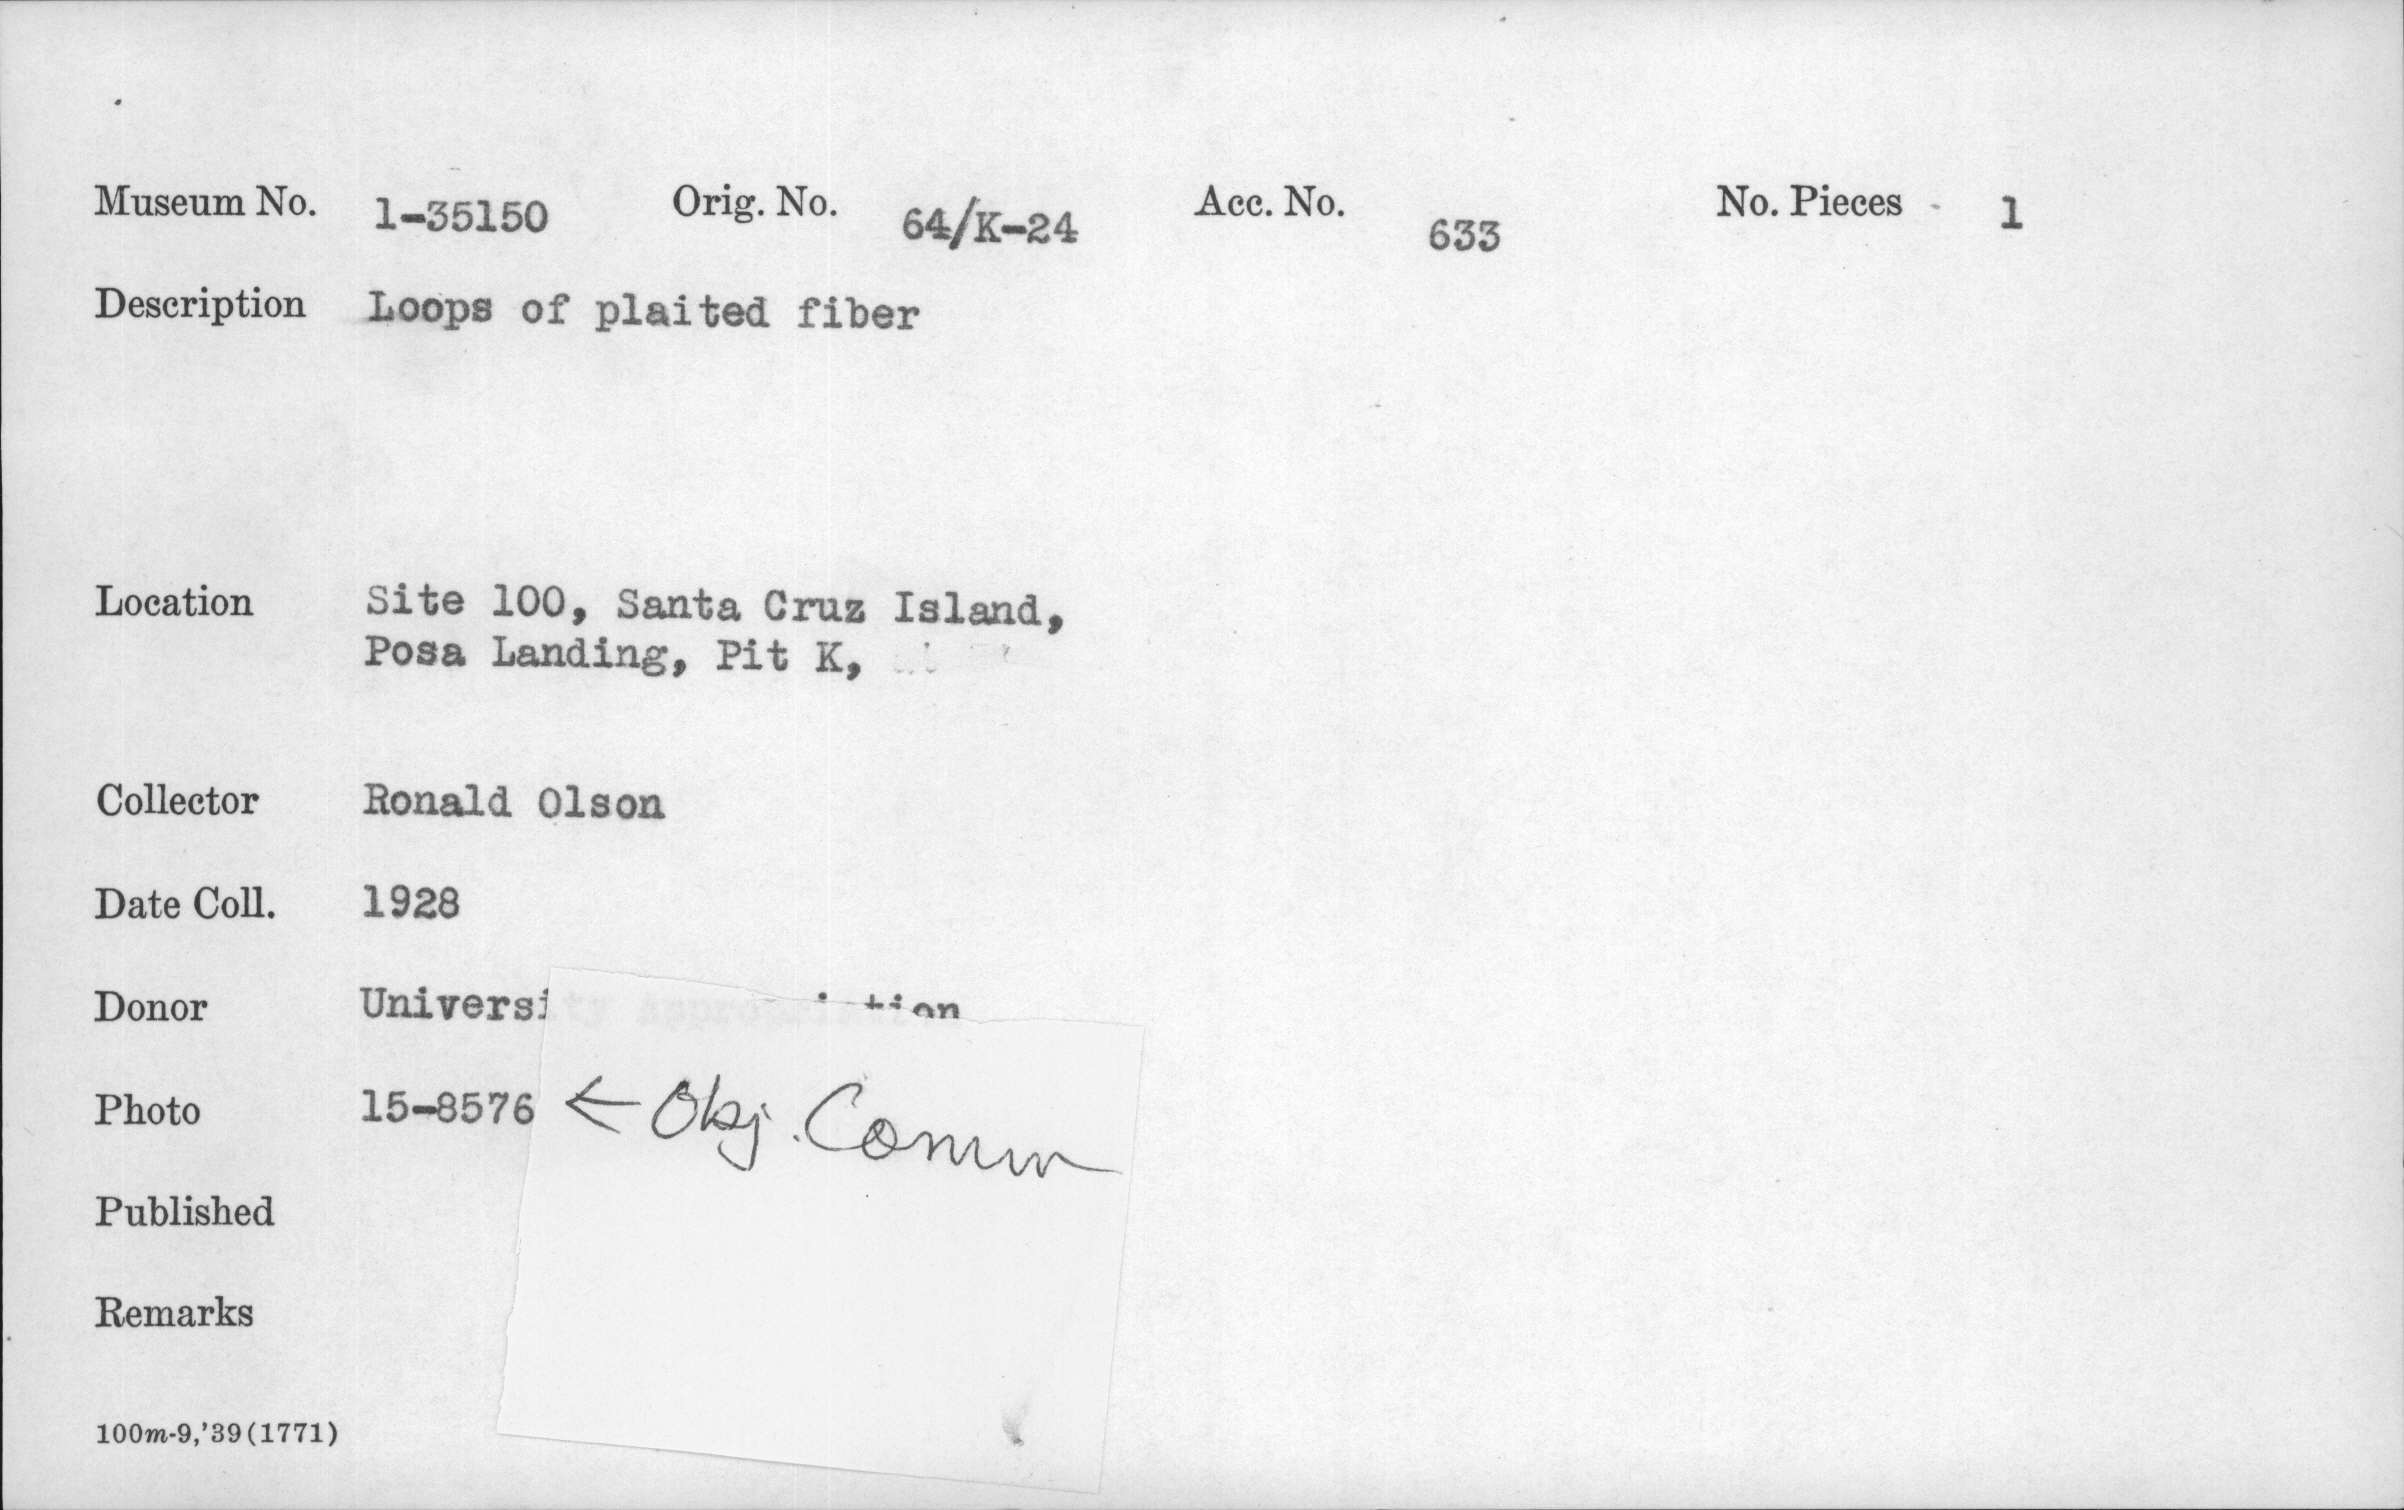 Museum No. 1-35150 Orig. No. 64/K-24 Acc. No. 633 No. Pieces 1
Description Loops of plaited fiber
Location Site 100, Santa Cruz Island,
Posa Landing, Pit K,
Collector Ronald Olson
Date Coll. 1928
Donor University Appropriation
Photo 15-8576 ← Obj. Comm
Published
Remarks
100m-9,'39(1771)